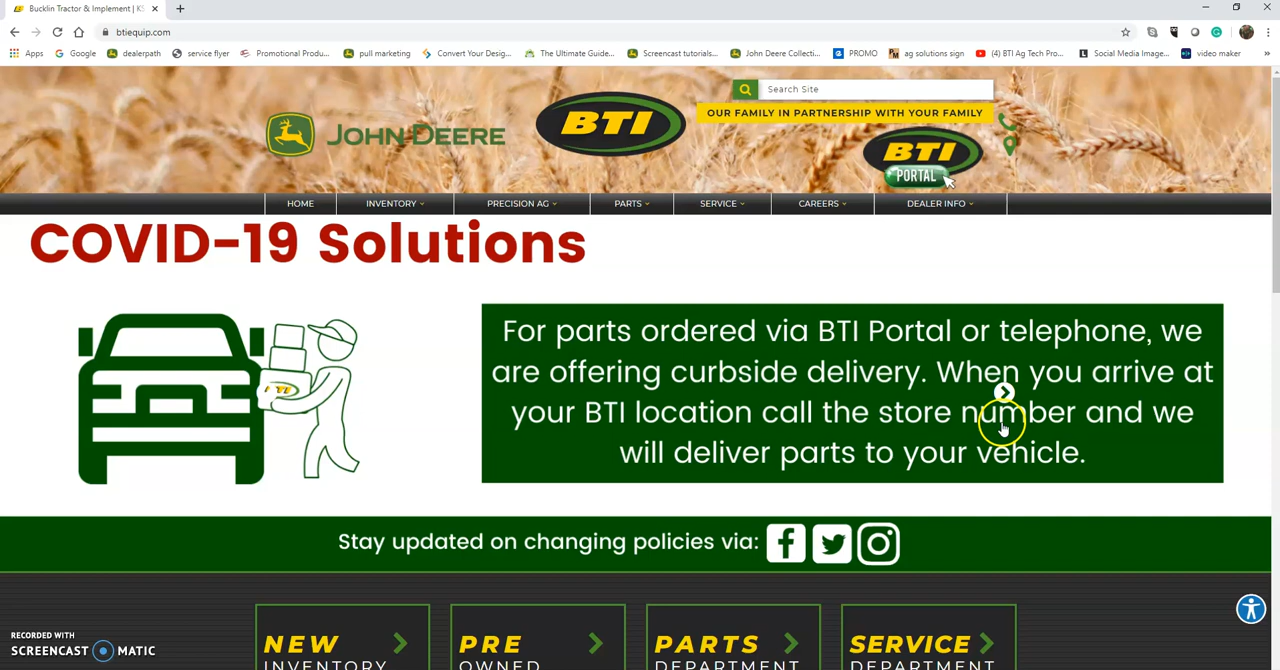 Bucklin Tractor & Implement | KS
btiequip.com
Apps Google dealerpath service flyer Promotional Produ... pull marketing Convert Your Desig... The Ultimate Guide... Screencast tutorials... John Deere Collecti... PROMO ag solutions sign (4) BTI Ag Tech Pro... Social Media Image... video maker
Search Site
OUR FAMILY IN PARTNERSHIP WITH YOUR FAMILY
JOHN DEERE
BTI
BTI
PORTAL
HOME INVENTORY PRECISION AG PARTS SERVICE CAREERS DEALER INFO
COVID-19 Solutions
BTI
For parts ordered via BTI Portal or telephone, we
are offering curbside delivery. When you arrive at
your BTI location call the store number and we
will deliver parts to your vehicle.
Stay updated on changing policies via:
NEW
INVENTORY
PRE
OWNED
PARTS
DEPARTMENT
SERVICE
DEPARTMENT
RECORDED WITH
SCREENCAST MATIC